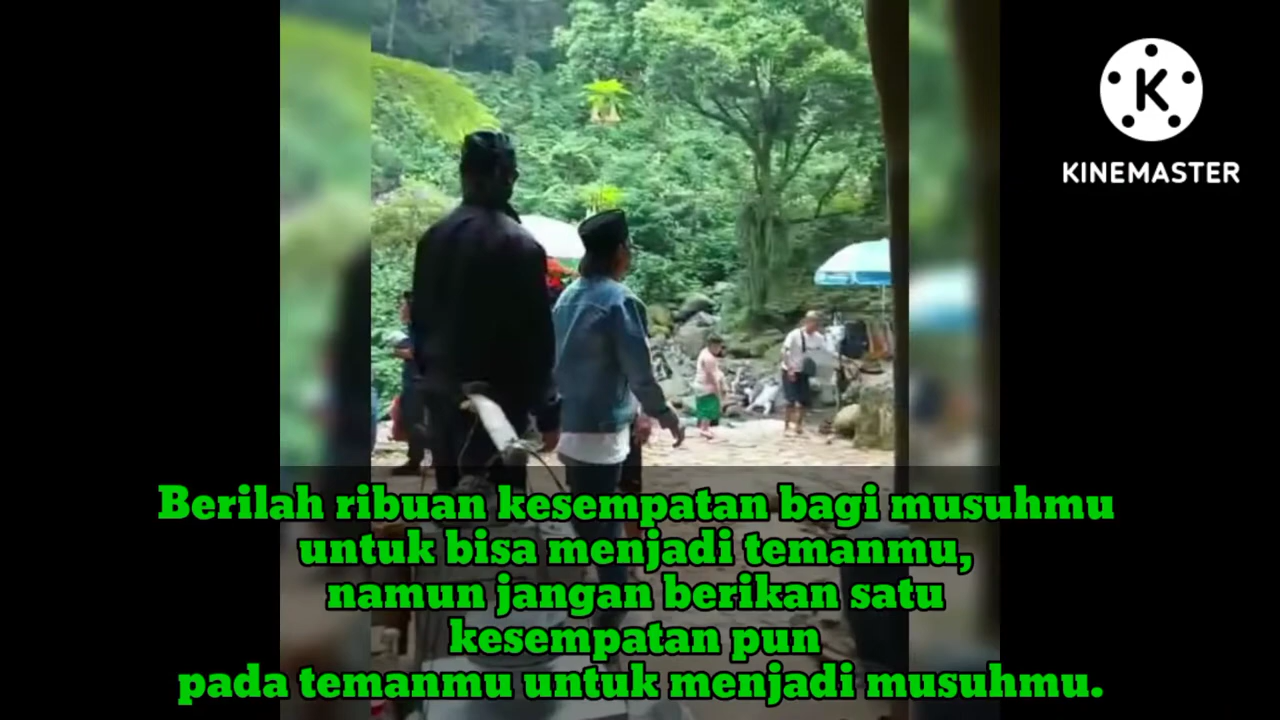 K
KINEMASTER
Berilah ribuan kesempatan bagi musuhmu
untuk bisa menjadi temanmu,
namun jangan berikan satu
kesempatan pun
pada temanmu untuk menjadi musuhmu.